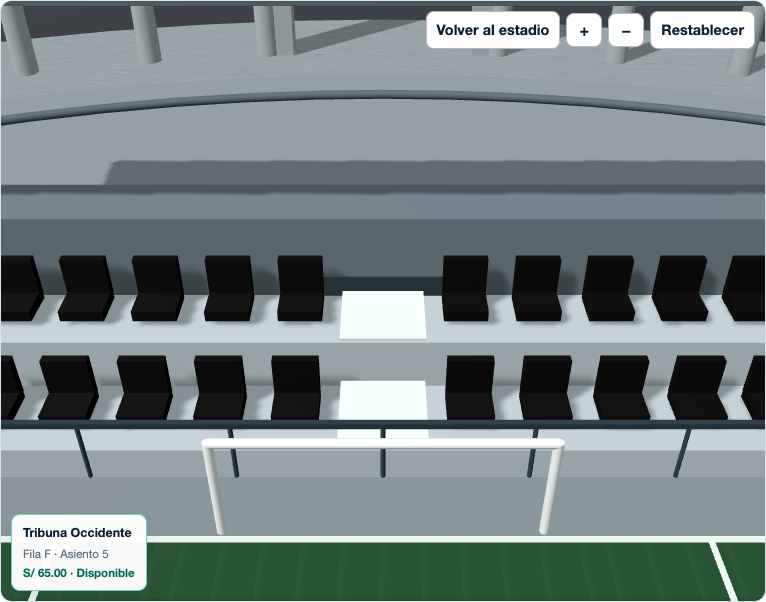 Volver al estadio
+
−
Restablecer
Tribuna Occidente
Fila F · Asiento 5
S/ 65.00 · Disponible